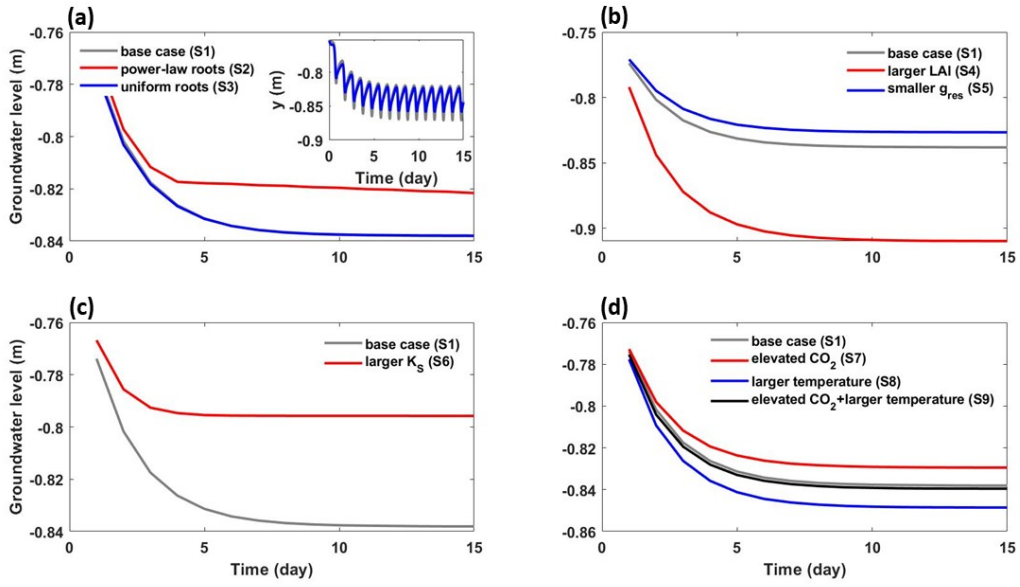 (a)
-0.76
-0.78
-0.8
-0.82
-0.84
Groundwater level (m)
base case (S1)
power-law roots (S2)
uniform roots (S3)
y (m)
-0.8
-0.85
-0.9
0 5 10 15
Time (day)
0 5 10 15
(b)
-0.75
-0.8
-0.85
-0.9
base case (S1)
larger LAI (S4)
smaller g_res (S5)
0 5 10 15
(c)
-0.76
-0.78
-0.8
-0.82
-0.84
Groundwater level (m)
base case (S1)
larger K_S (S6)
0 5 10 15
Time (day)
(d)
-0.76
-0.78
-0.8
-0.82
-0.84
-0.86
base case (S1)
elevated CO₂ (S7)
larger temperature (S8)
elevated CO₂+larger temperature (S9)
0 5 10 15
Time (day)